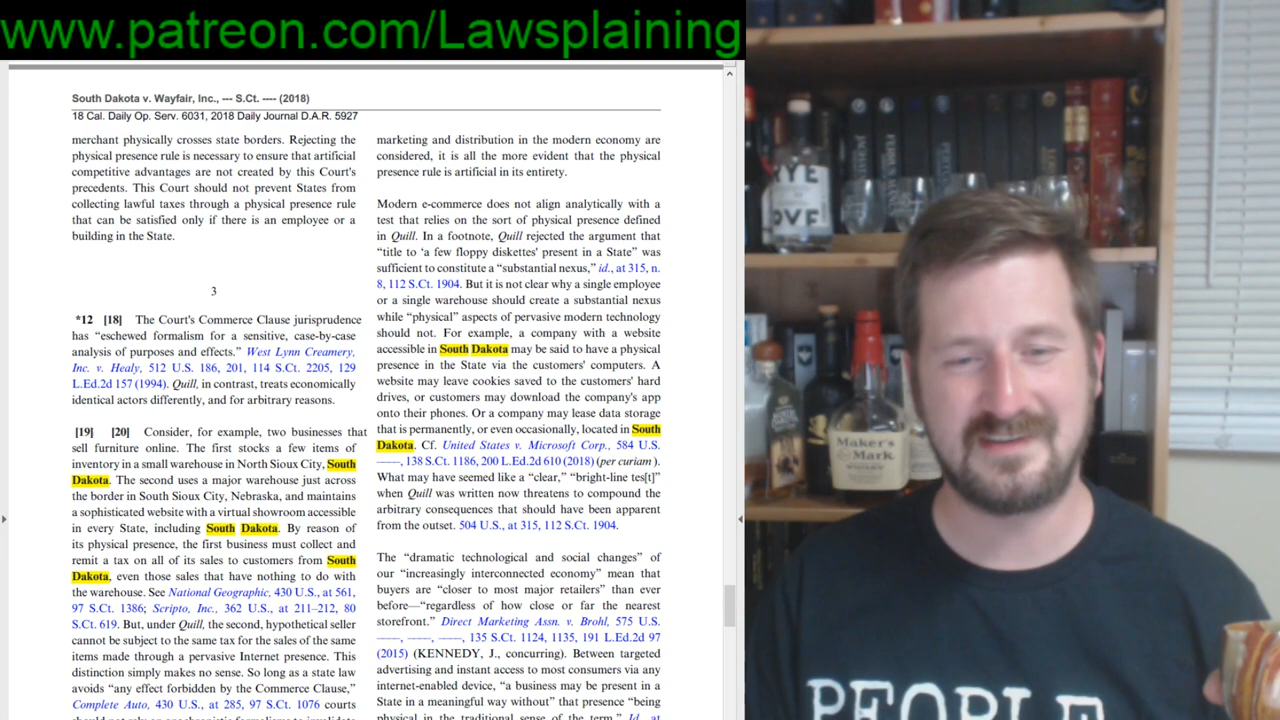 www.patreon.com/Lawsplaining
South Dakota v. Wayfair, Inc., --- S.Ct. ---- (2018)
18 Cal. Daily Op. Serv. 6031, 2018 Daily Journal D.A.R. 5927
merchant physically crosses state borders. Rejecting the
physical presence rule is necessary to ensure that artificial
competitive advantages are not created by this Court's
precedents. This Court should not prevent States from
collecting lawful taxes through a physical presence rule
that can be satisfied only if there is an employee or a
building in the State.
3
*12 [18] The Court's Commerce Clause jurisprudence
has “eschewed formalism for a sensitive, case-by-case
analysis of purposes and effects.” West Lynn Creamery,
Inc. v. Healy, 512 U.S. 186, 201, 114 S.Ct. 2205, 129
L.Ed.2d 157 (1994). Quill, in contrast, treats economically
identical actors differently, and for arbitrary reasons.
[19] [20] Consider, for example, two businesses that
sell furniture online. The first stocks a few items of
inventory in a small warehouse in North Sioux City, South
Dakota. The second uses a major warehouse just across
the border in South Sioux City, Nebraska, and maintains
a sophisticated website with a virtual showroom accessible
in every State, including South Dakota. By reason of
its physical presence, the first business must collect and
remit a tax on all of its sales to customers from South
Dakota, even those sales that have nothing to do with
the warehouse. See National Geographic, 430 U.S., at 561,
97 S.Ct. 1386; Scripto, Inc., 362 U.S., at 211–212, 80
S.Ct. 619. But, under Quill, the second, hypothetical seller
cannot be subject to the same tax for the sales of the same
items made through a pervasive Internet presence. This
distinction simply makes no sense. So long as a state law
avoids “any effect forbidden by the Commerce Clause,”
Complete Auto, 430 U.S., at 285, 97 S.Ct. 1076 courts
marketing and distribution in the modern economy are
considered, it is all the more evident that the physical
presence rule is artificial in its entirety.
Modern e-commerce does not align analytically with a
test that relies on the sort of physical presence defined
in Quill. In a footnote, Quill rejected the argument that
“title to ‘a few floppy diskettes' present in a State” was
sufficient to constitute a “substantial nexus,” id., at 315, n.
8, 112 S.Ct. 1904. But it is not clear why a single employee
or a single warehouse should create a substantial nexus
while “physical” aspects of pervasive modern technology
should not. For example, a company with a website
accessible in South Dakota may be said to have a physical
presence in the State via the customers' computers. A
website may leave cookies saved to the customers' hard
drives, or customers may download the company's app
onto their phones. Or a company may lease data storage
that is permanently, or even occasionally, located in South
Dakota. Cf. United States v. Microsoft Corp., 584 U.S.
––––, 138 S.Ct. 1186, 200 L.Ed.2d 610 (2018) (per curiam ).
What may have seemed like a “clear,” “bright-line tes[t]”
when Quill was written now threatens to compound the
arbitrary consequences that should have been apparent
from the outset. 504 U.S., at 315, 112 S.Ct. 1904.
The “dramatic technological and social changes” of
our “increasingly interconnected economy” mean that
buyers are “closer to most major retailers” than ever
before—“regardless of how close or far the nearest
storefront.” Direct Marketing Assn. v. Brohl, 575 U.S.
––––, ––––, ––––, 135 S.Ct. 1124, 1135, 191 L.Ed.2d 97
(2015) (KENNEDY, J., concurring). Between targeted
advertising and instant access to most consumers via any
internet-enabled device, “a business may be present in a
State in a meaningful way without” that presence “being
physical in the traditional sense of the term.” Id., at
RYE
Maker's
Mark
WHISKY
PEOPLE